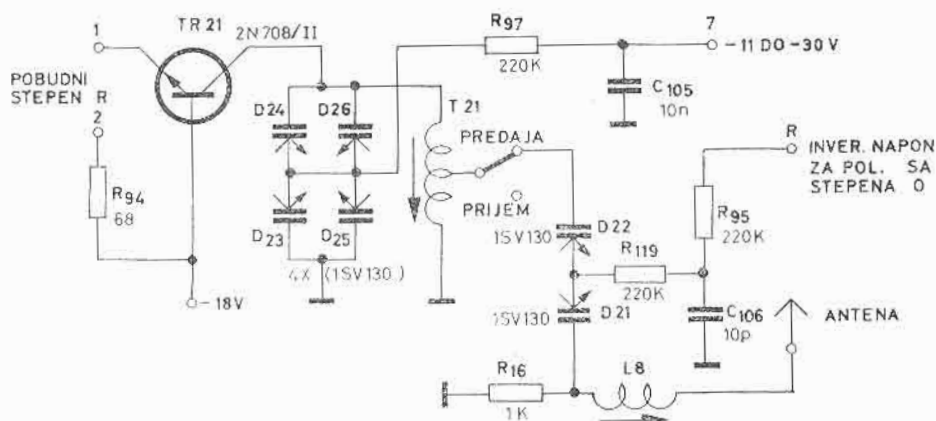 1
TR 21
2N708/II
R97
220K
7
-11 DO -30 V
C105
10n
POBUDNI
STEPEN R
2
D24
D26
T 21
PREDAJA
R
INVER. NAPON
ZA POL. SA
STEPENA O
R94
68
D23
D25
4X (1SV130)
PRIJEM
1SV130
D22
R119
220K
R95
220K
-18V
1SV130
D21
C106
10p
ANTENA
R16
1K
L8